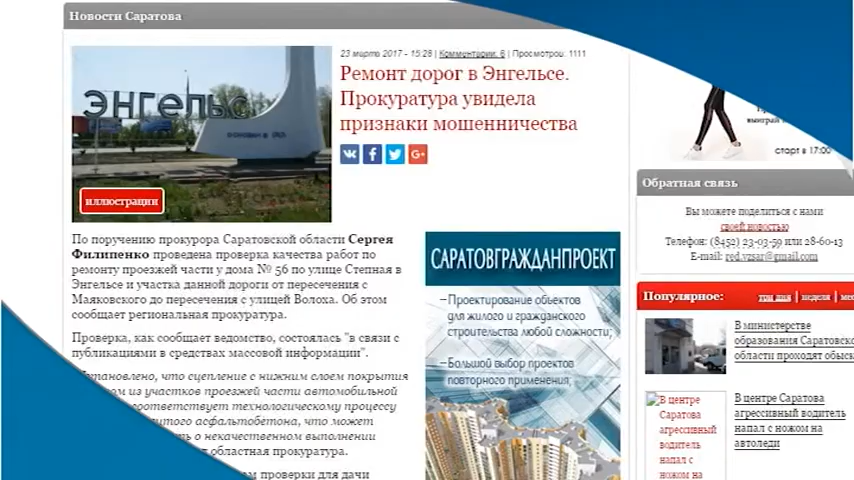 Новости Саратова
ЭНГЕЛЬС
иллюстрации
23 марта 2017 - 15:28 | Комментарии: 6 | Просмотров: 1111
Ремонт дорог в Энгельсе.
Прокуратура увидела
признаки мошенничества
По поручению прокурора Саратовской области Сергея
Филипенко проведена проверка качества работ по
ремонту проезжей части у дома № 56 по улице Степная в
Энгельсе и участка данной дороги от пересечения с
Маяковского до пересечения с улицей Волоха. Об этом
сообщает региональная прокуратура.
Проверка, как сообщает ведомство, состоялась "в связи с
публикациями в средствах массовой информации".
установлено, что сцепление с нижним слоем покрытия
из участков проезжей части автомобильной
соответствует технологическому процессу
асфальтобетона, что может
о некачественном выполнении
областная прокуратура.
проверки для дачи
САРАТОВГРАЖДАНПРОЕКТ
– Проектирование объектов
для жилого и гражданского
строительства любой сложности;
– Большой выбор проектов
повторного применения;
старт в 17:00
Обратная связь
Вы можете поделиться с нами
своей новостью
Телефон: (8452) 23-03-59 или 28-60-13
E-mail: red.vzsar@gmail.com
Популярное:
три дня | неделя |
В министерстве
образования Саратовско
области проходят обыск
В центре
Саратова
агрессивный
водитель
напал с
ножом на
В центре Саратова
агрессивный водитель
напал с ножом на
автоледи